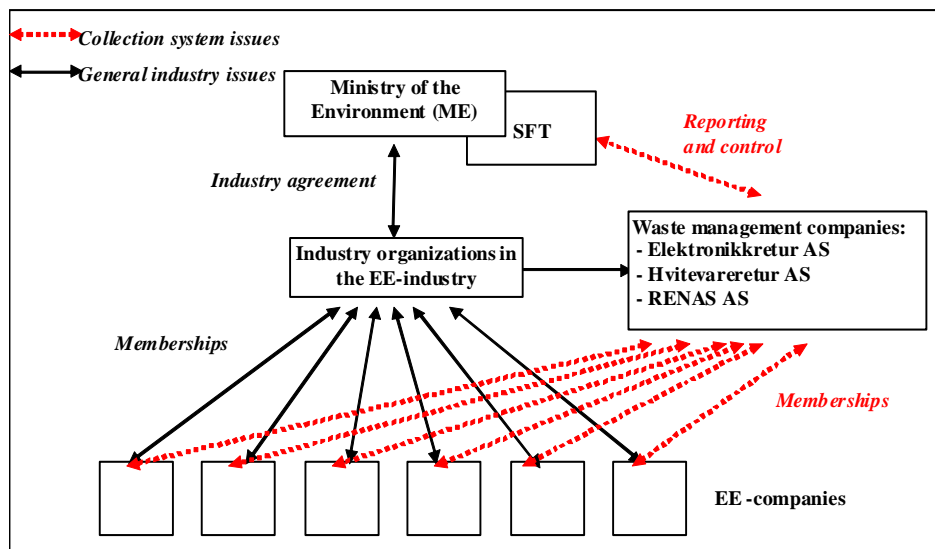 Collection system issues
General industry issues
Ministry of the
Environment (ME)
SFT
Reporting
and control
Industry agreement
Waste management companies:
- Elektronikkretur AS
- Hvitevareretur AS
- RENAS AS
Industry organizations in
the EE-industry
Memberships
Memberships
EE -companies